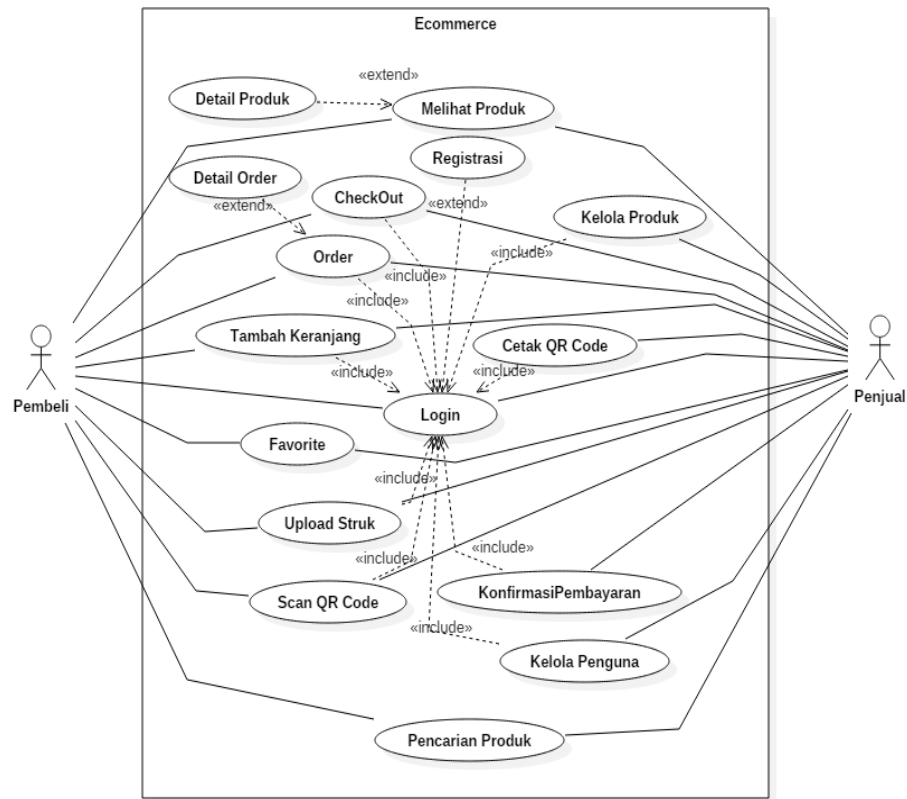 Ecommerce
«extend»
Detail Produk
Melihat Produk
Registrasi
Detail Order
CheckOut
«extend»
«extend»
Kelola Produk
Order
«include»
«include»
«include»
Tambah Keranjang
Cetak QR Code
«include»
«include»
Pembeli
Penjual
Login
Favorite
«include»
Upload Struk
«include»
«include»
Scan QR Code
KonfirmasiPembayaran
«include»
Kelola Penguna
Pencarian Produk